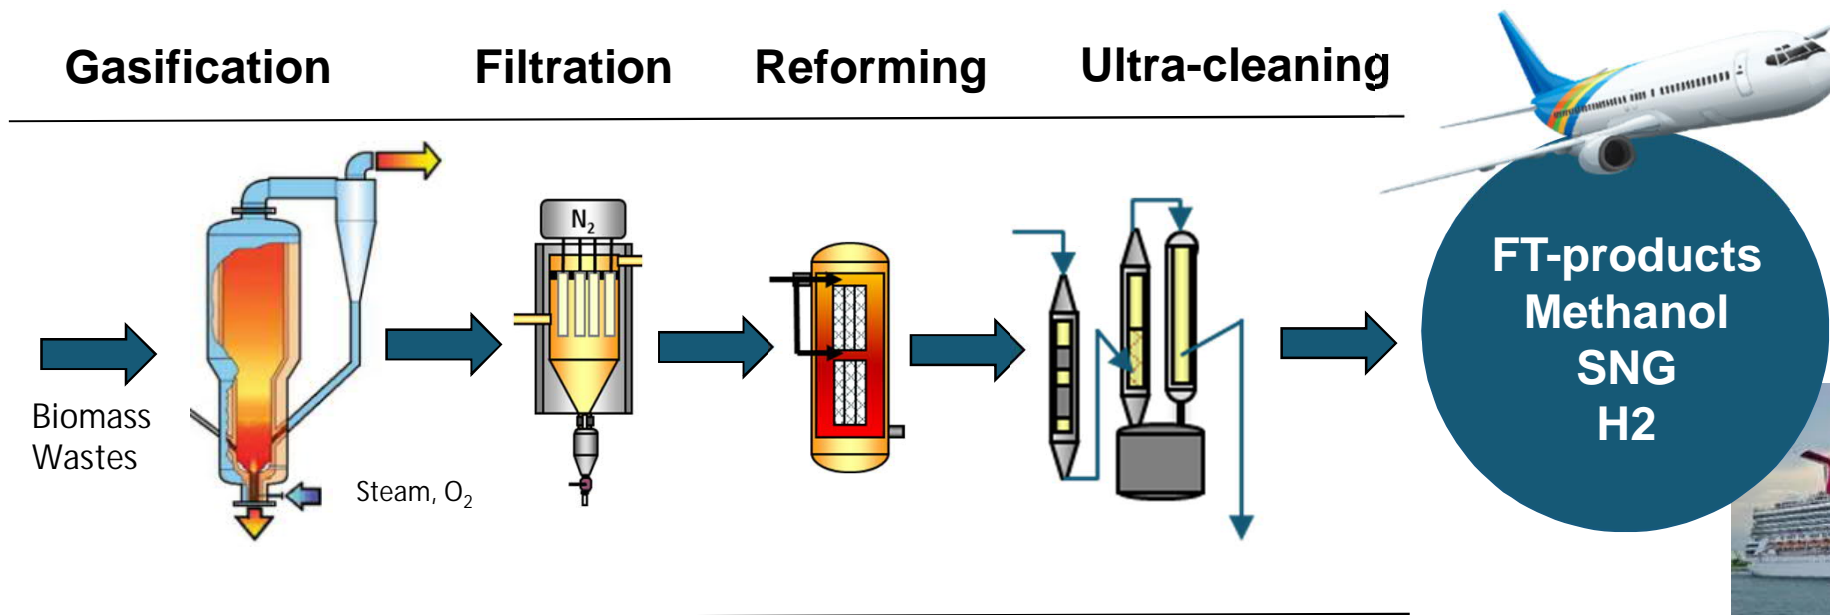 Gasification
Filtration
Reforming
Ultra-cleaning
N₂
Biomass
Wastes
Steam, O₂
FT-products
Methanol
SNG
H2